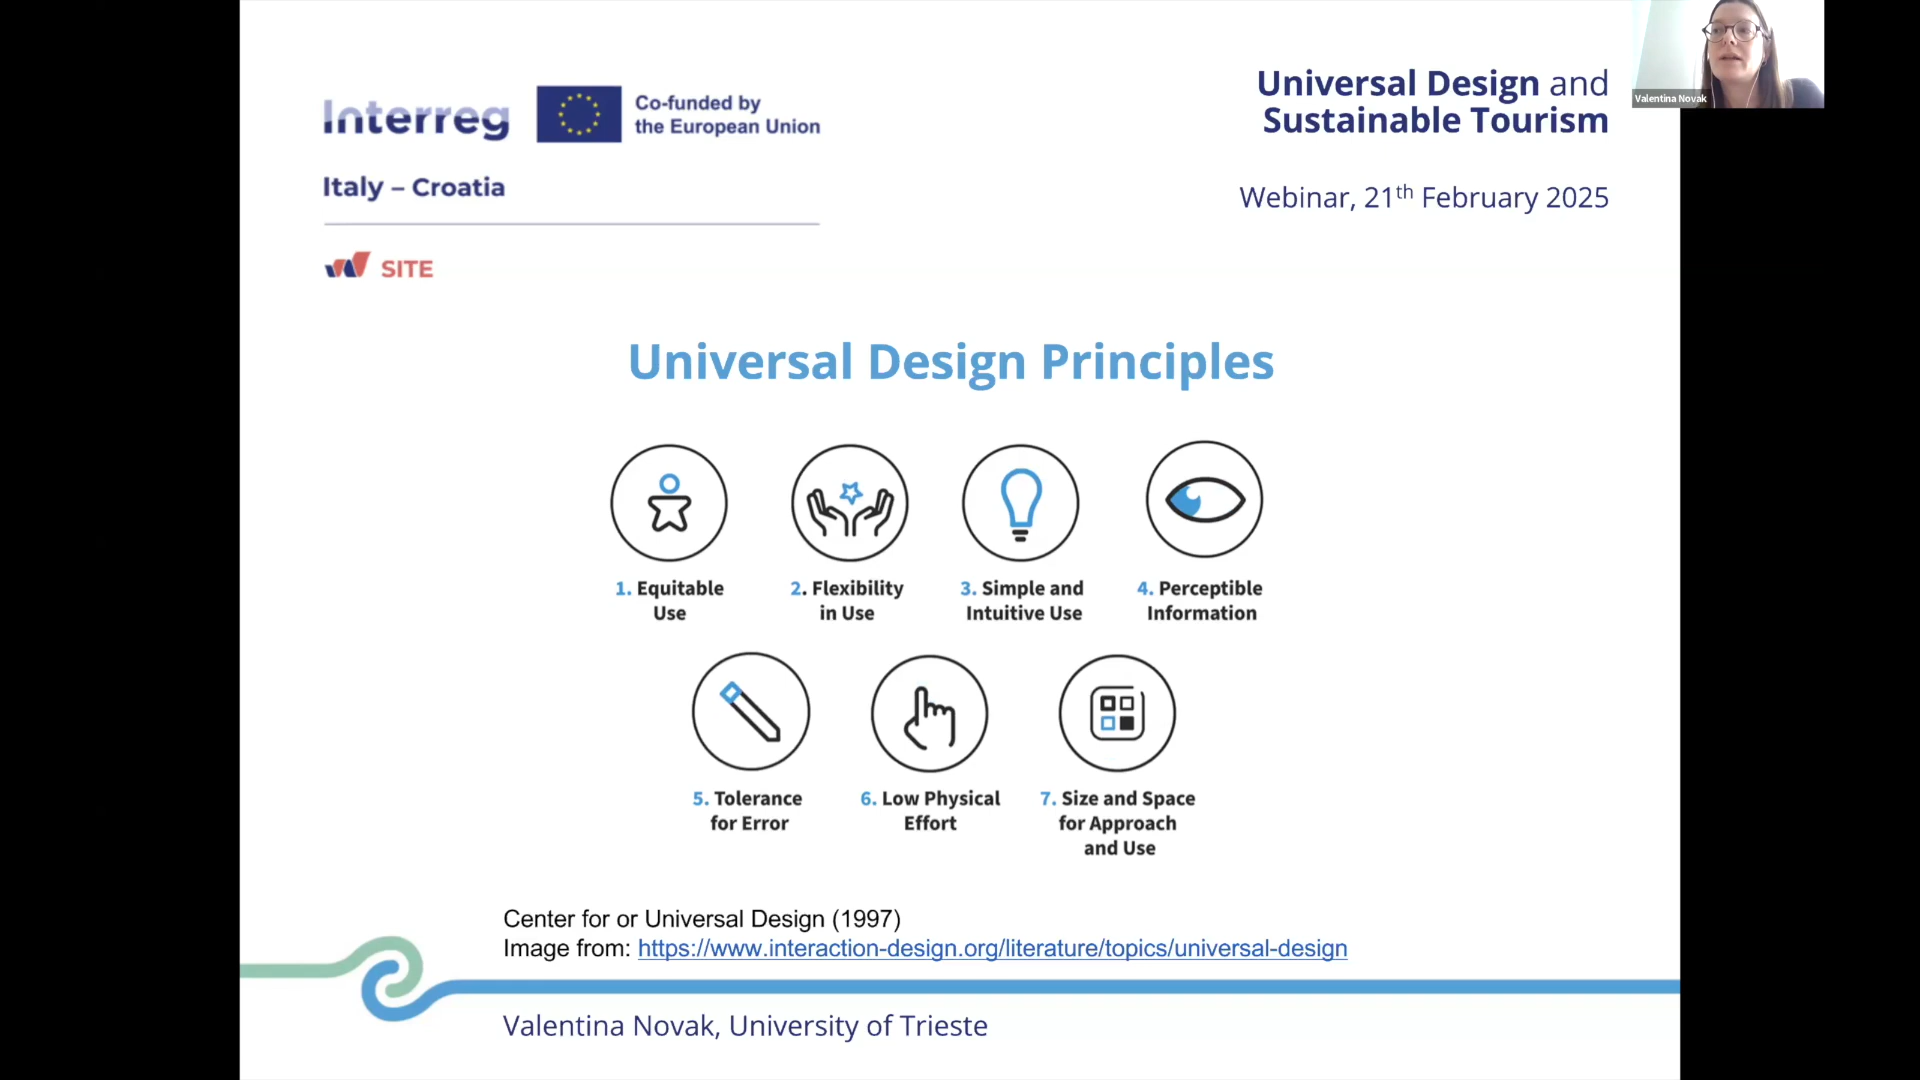 Interreg
Co-funded by
the European Union
Italy – Croatia
SITE
Universal Design and
Sustainable Tourism
Webinar, 21th February 2025
Valentina Novak
Universal Design Principles
1. Equitable
Use
2. Flexibility
in Use
3. Simple and
Intuitive Use
4. Perceptible
Information
5. Tolerance
for Error
6. Low Physical
Effort
7. Size and Space
for Approach
and Use
Center for or Universal Design (1997)
Image from: https://www.interaction-design.org/literature/topics/universal-design
Valentina Novak, University of Trieste